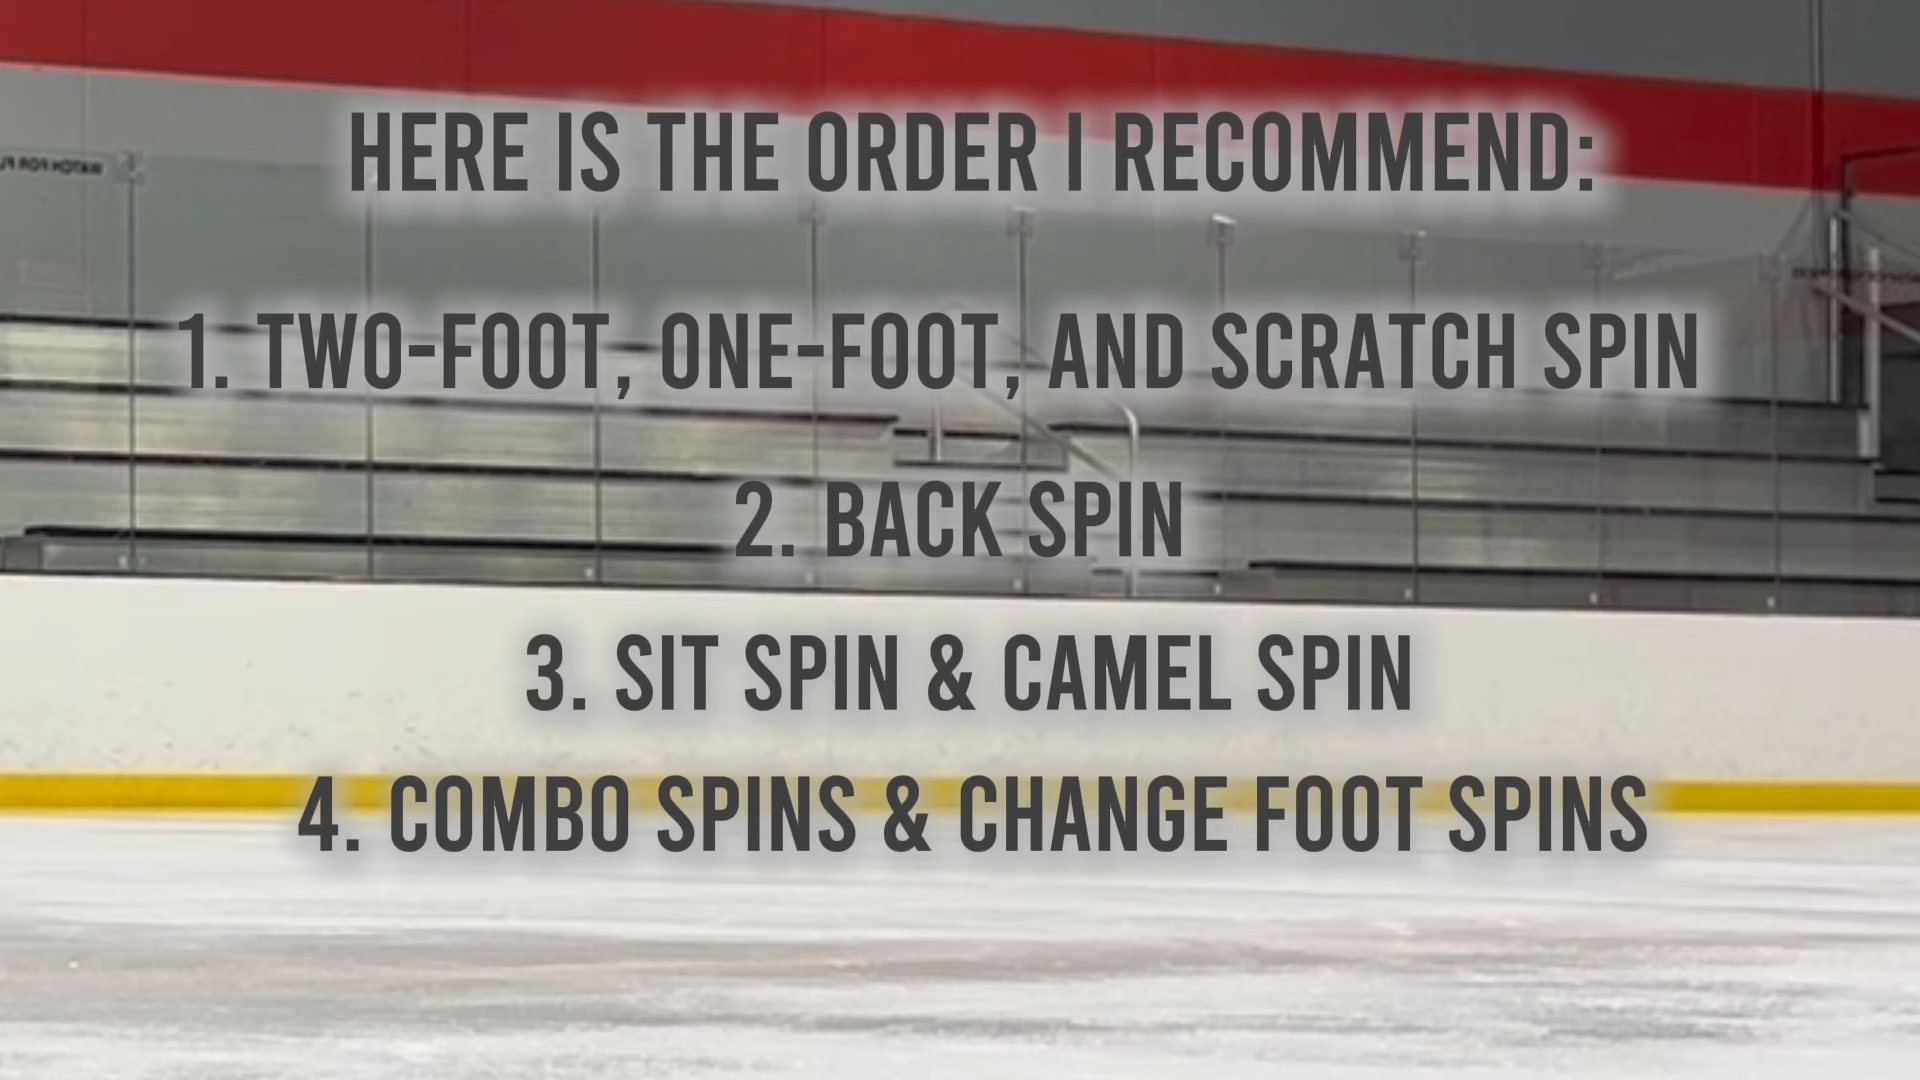 HERE IS THE ORDER I RECOMMEND:
1. TWO-FOOT, ONE-FOOT, AND SCRATCH SPIN
2. BACK SPIN
3. SIT SPIN & CAMEL SPIN
4. COMBO SPINS & CHANGE FOOT SPINS